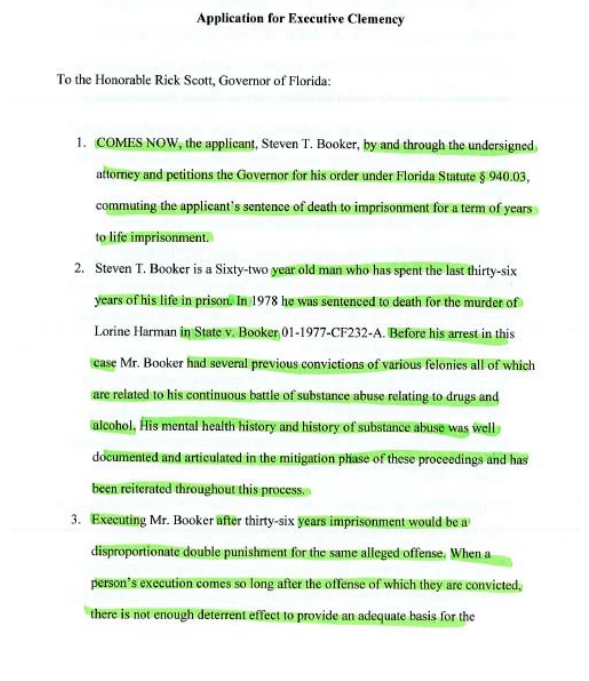 Application for Executive Clemency
To the Honorable Rick Scott, Governor of Florida:
1. COMES NOW, the applicant, Steven T. Booker, by and through the undersigned
attorney and petitions the Governor for his order under Florida Statute § 940.03,
commuting the applicant's sentence of death to imprisonment for a term of years
to life imprisonment.
2. Steven T. Booker is a Sixty-two year old man who has spent the last thirty-six
years of his life in prison. In 1978 he was sentenced to death for the murder of
Lorine Harman in State v. Booker 01-1977-CF232-A. Before his arrest in this
case Mr. Booker had several previous convictions of various felonies all of which
are related to his continuous battle of substance abuse relating to drugs and
alcohol. His mental health history and history of substance abuse was well
documented and articulated in the mitigation phase of these proceedings and has
been reiterated throughout this process.
3. Executing Mr. Booker after thirty-six years imprisonment would be a
disproportionate double punishment for the same alleged offense. When a
person's execution comes so long after the offense of which they are convicted,
there is not enough deterrent effect to provide an adequate basis for the